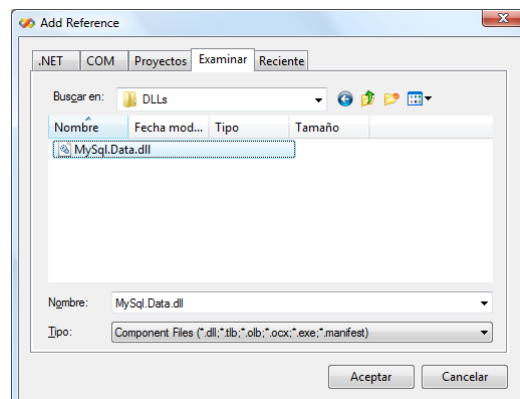 Add Reference
.NET COM Proyectos Examinar Reciente
Buscar en: DLLs
Nombre Fecha mod... Tipo Tamaño
MySql.Data.dll
Nombre: MySql.Data.dll
Tipo: Component Files (*.dll;*.tlb;*.olb;*.ocx;*.exe;*.manifest)
Aceptar Cancelar